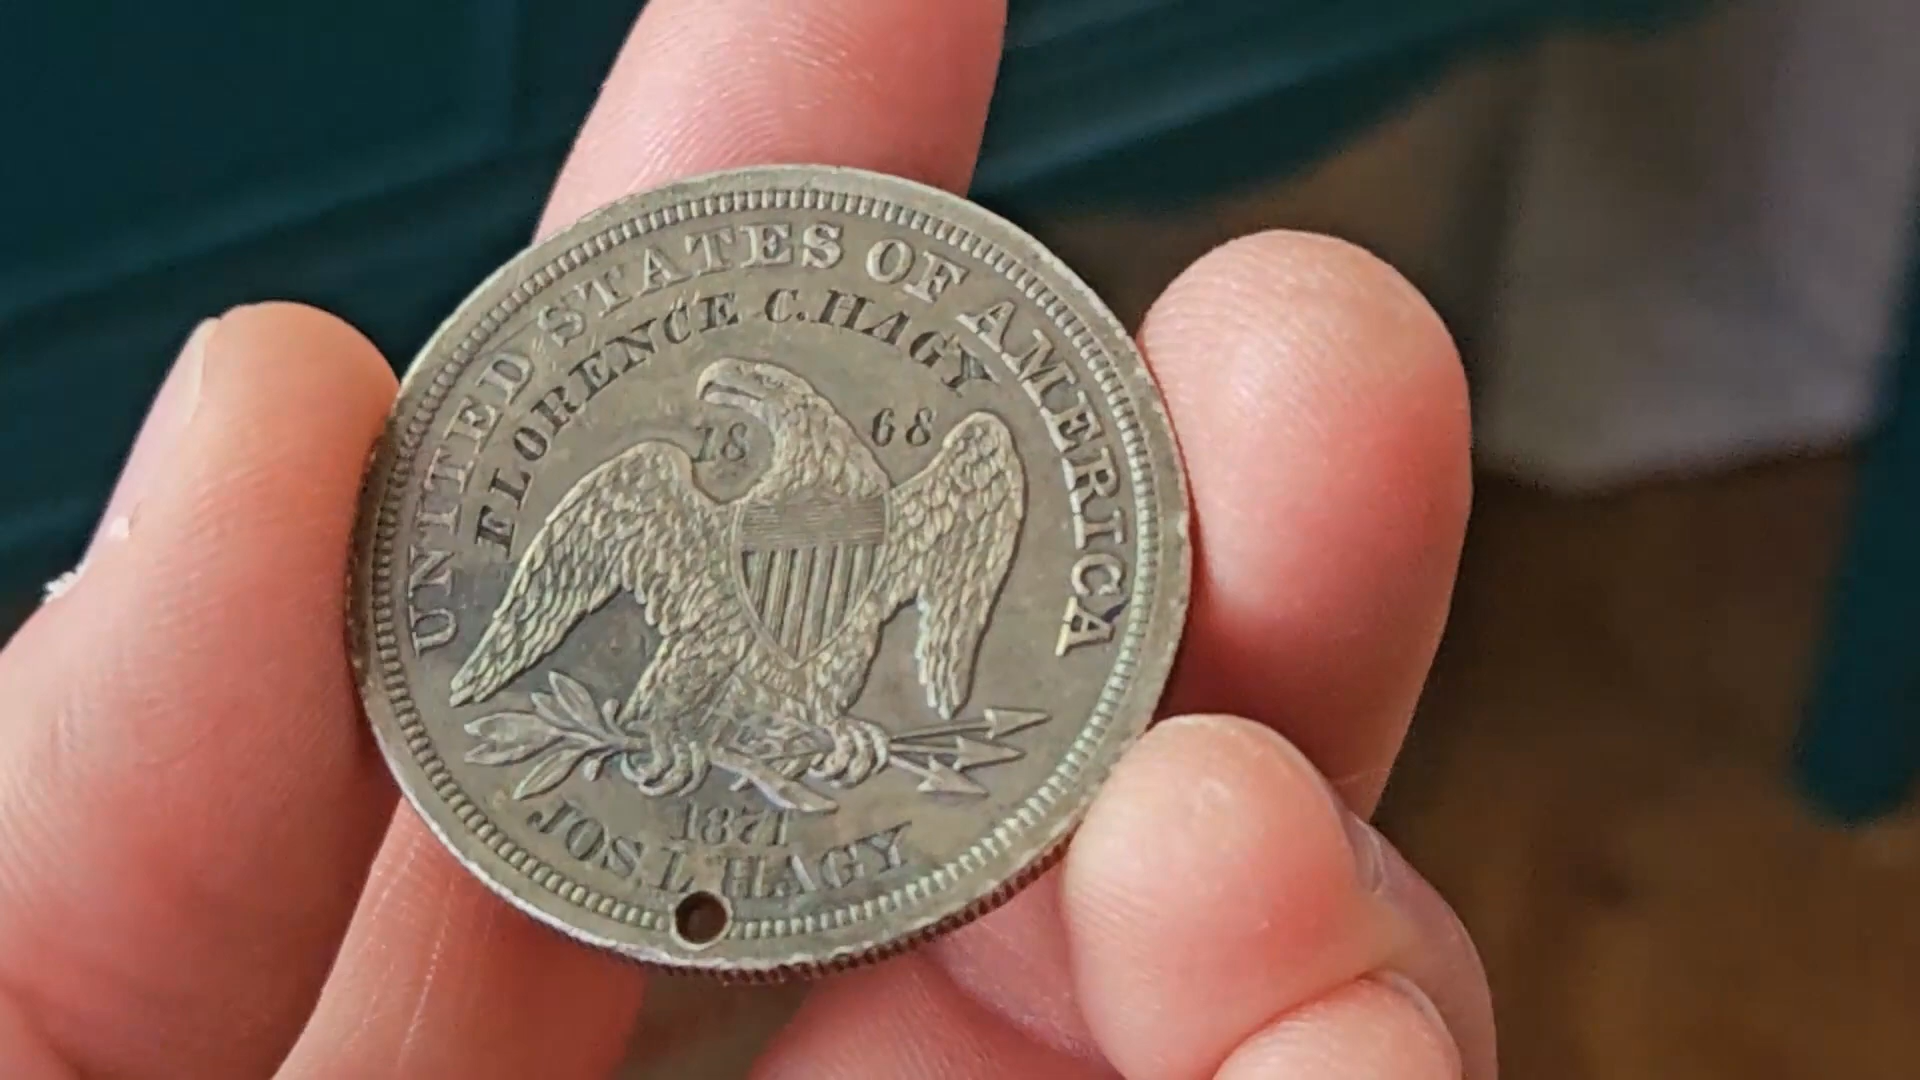 UNITED STATES OF AMERICA
FLORENCE C. HAGY
18 68
1871
JOS. L HAGY